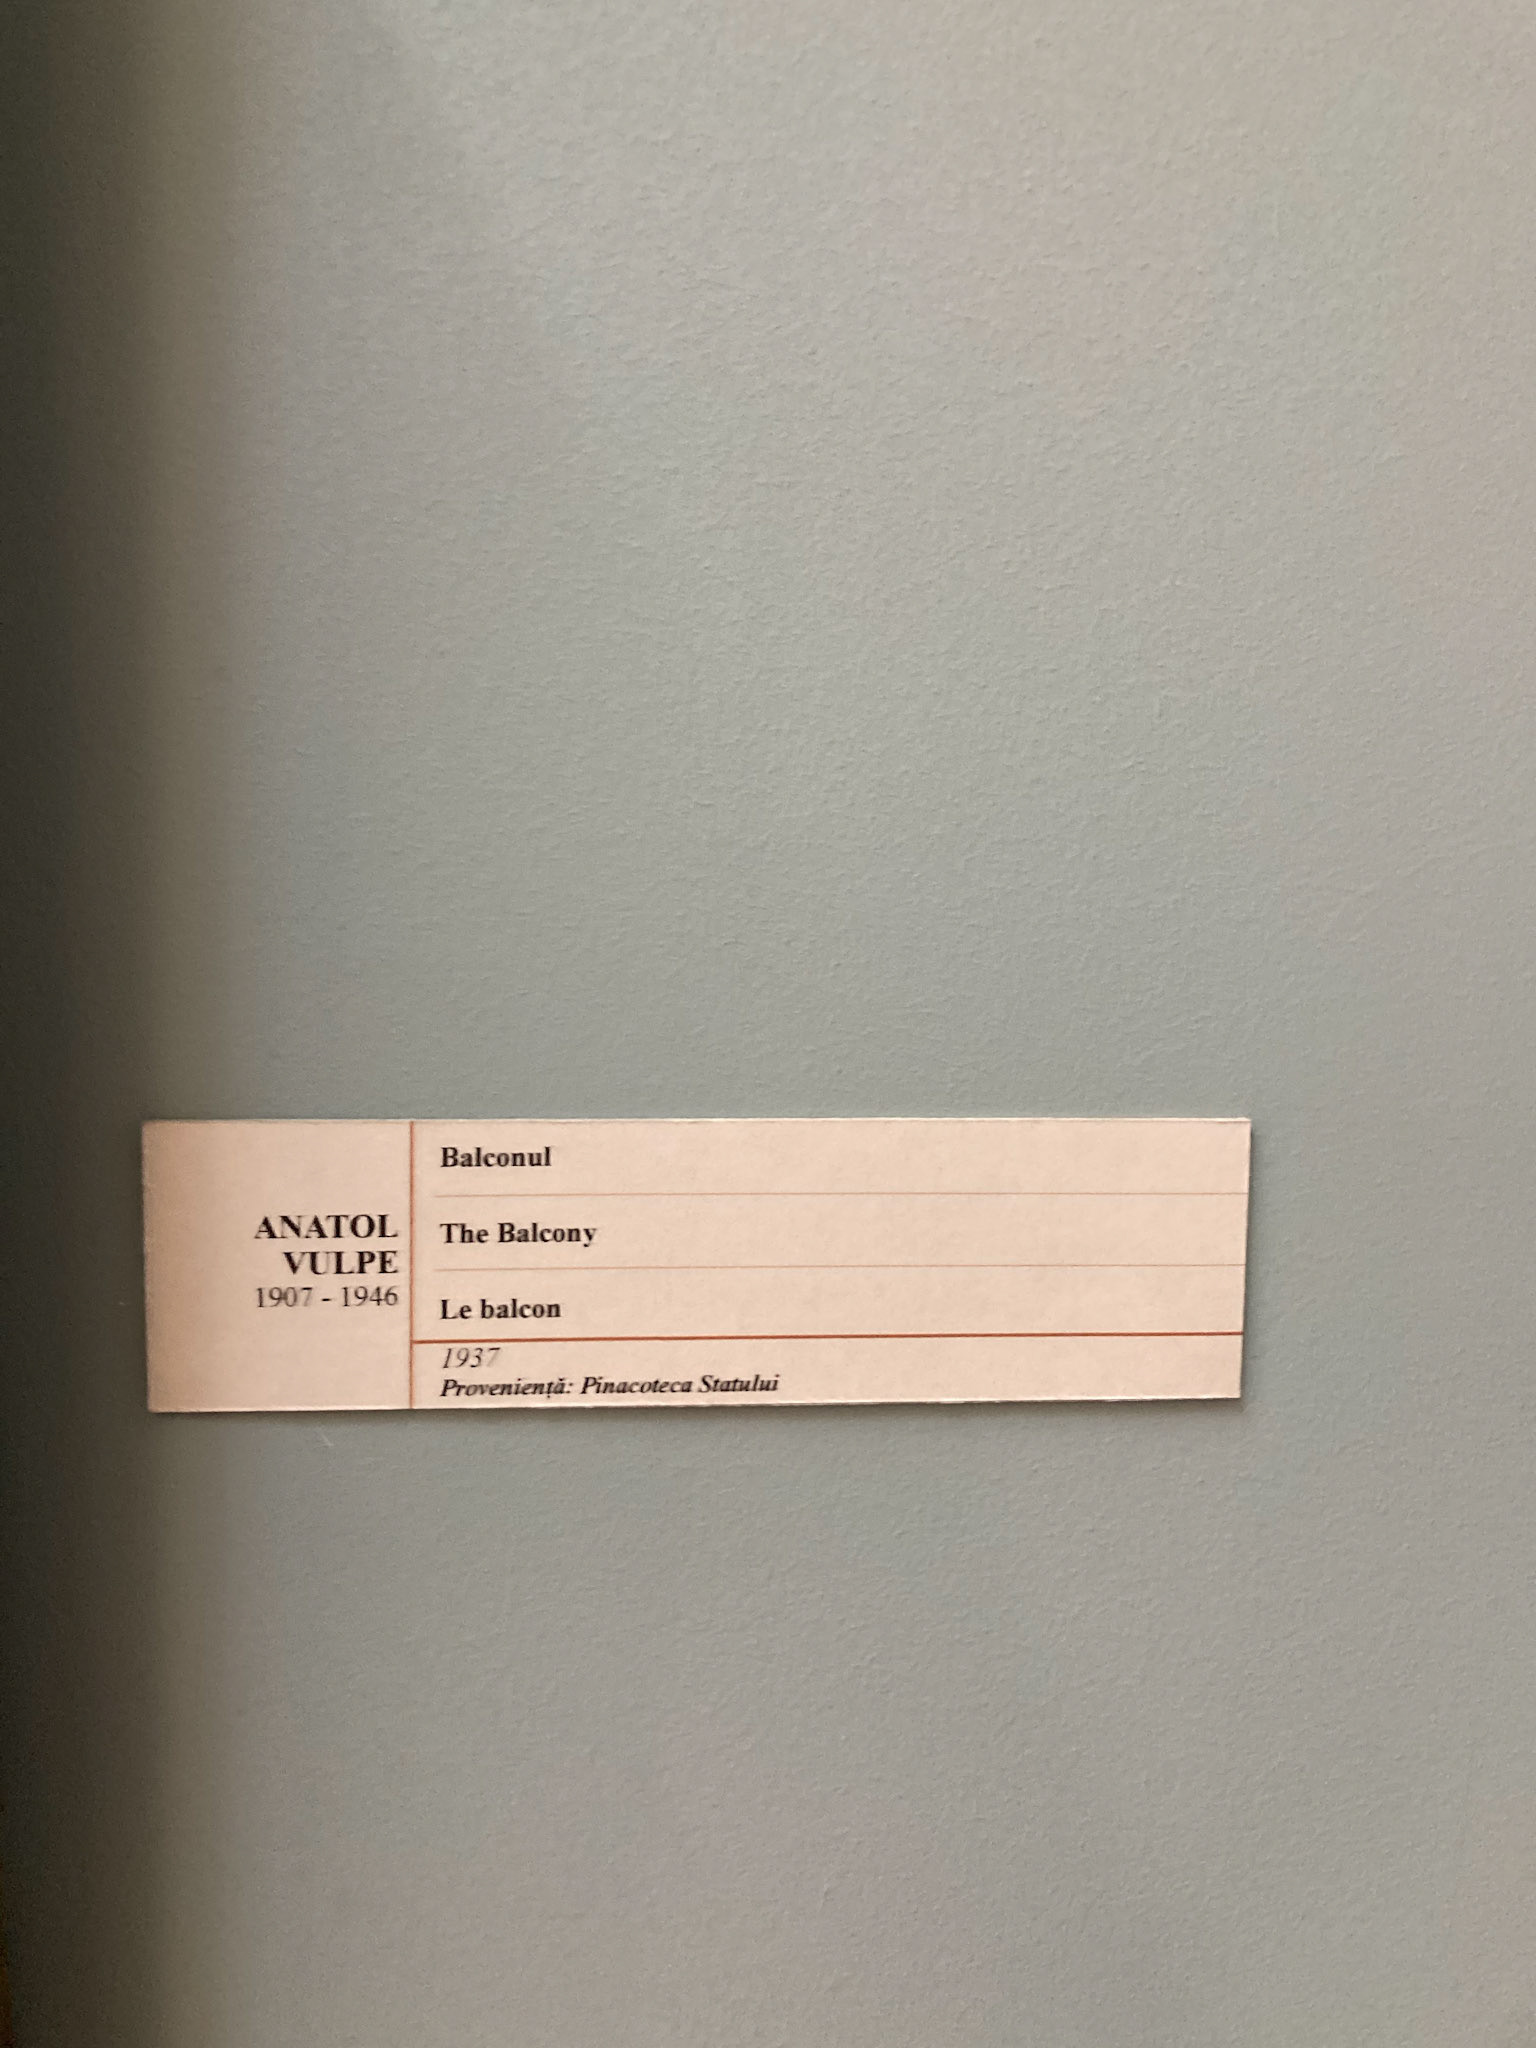 ANATOL
VULPE
1907 - 1946
Balconul
The Balcony
Le balcon
1937
Proveniență: Pinacoteca Statului